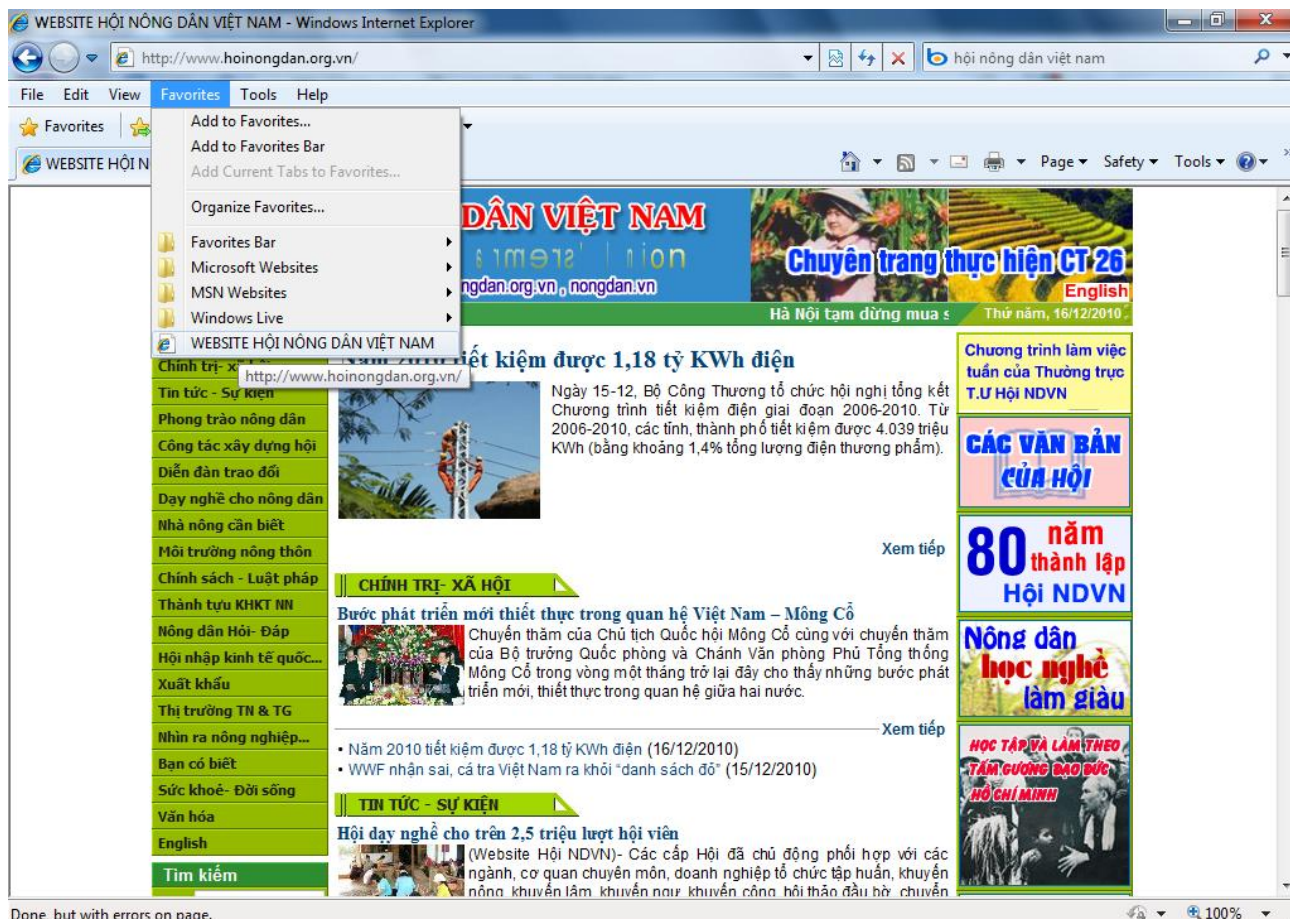 WEBSITE HỘI NÔNG DÂN VIỆT NAM - Windows Internet Explorer
http://www.hoinongdan.org.vn/
hội nông dân việt nam
File Edit View Favorites Tools Help
Favorites
WEBSITE HỘI N
Page Safety Tools
Add to Favorites...
Add to Favorites Bar
Add Current Tabs to Favorites...
Organize Favorites...
Favorites Bar
Microsoft Websites
MSN Websites
Windows Live
WEBSITE HỘI NÔNG DÂN VIỆT NAM
http://www.hoinongdan.org.vn/
DÂN VIỆT NAM
ngdan.org.vn , nongdan.vn
Chuyên trang thực hiện CT 26
English
Hà Nội tạm dừng mua s
Thứ năm, 16/12/2010
Chính trị- x
Tin tức - Sự kiện
Phong trào nông dân
Công tác xây dựng hội
Diễn đàn trao đổi
Dạy nghề cho nông dân
Nhà nông cần biết
Môi trường nông thôn
Chính sách - Luật pháp
Thành tựu KHKT NN
Nông dân Hỏi- Đáp
Hội nhập kinh tế quốc...
Xuất khẩu
Thị trường TN & TG
Nhìn ra nông nghiệp...
Bạn có biết
Sức khoẻ- Đời sống
Văn hóa
English
Tìm kiếm
Năm 2010 tiết kiệm được 1,18 tỷ KWh điện
Ngày 15-12, Bộ Công Thương tổ chức hội nghị tổng kết
Chương trình tiết kiệm điện giai đoạn 2006-2010. Từ
2006-2010, các tỉnh, thành phố tiết kiệm được 4.039 triệu
KWh (bằng khoảng 1,4% tổng lượng điện thương phẩm).
Xem tiếp
CHÍNH TRỊ- XÃ HỘI
Bước phát triển mới thiết thực trong quan hệ Việt Nam – Mông Cổ
Chuyến thăm của Chủ tịch Quốc hội Mông Cổ cùng với chuyến thăm
của Bộ trưởng Quốc phòng và Chánh Văn phòng Phủ Tổng thống
Mông Cổ trong vòng một tháng trở lại đây cho thấy những bước phát
triển mới, thiết thực trong quan hệ giữa hai nước.
Xem tiếp
• Năm 2010 tiết kiệm được 1,18 tỷ KWh điện (16/12/2010)
• WWF nhận sai, cá tra Việt Nam ra khỏi “danh sách đỏ” (15/12/2010)
TIN TỨC - SỰ KIỆN
Hội dạy nghề cho trên 2,5 triệu lượt hội viên
(Website Hội NDVN)- Các cấp Hội đã chủ động phối hợp với các
ngành, cơ quan chuyên môn, doanh nghiệp tổ chức tập huấn, khuyến
nông, khuyến lâm, khuyến ngư, khuyến công, hội thảo đầu bờ, chuyển
Chương trình làm việc
tuần của Thường trực
T.Ư Hội NDVN
CÁC VĂN BẢN
CỦA HỘI
80 năm
thành lập
Hội NDVN
Nông dân
học nghề
làm giàu
HỌC TẬP VÀ LÀM THEO
TẤM GƯƠNG ĐẠO ĐỨC
HỒ CHÍ MINH
Done, but with errors on page.
100%